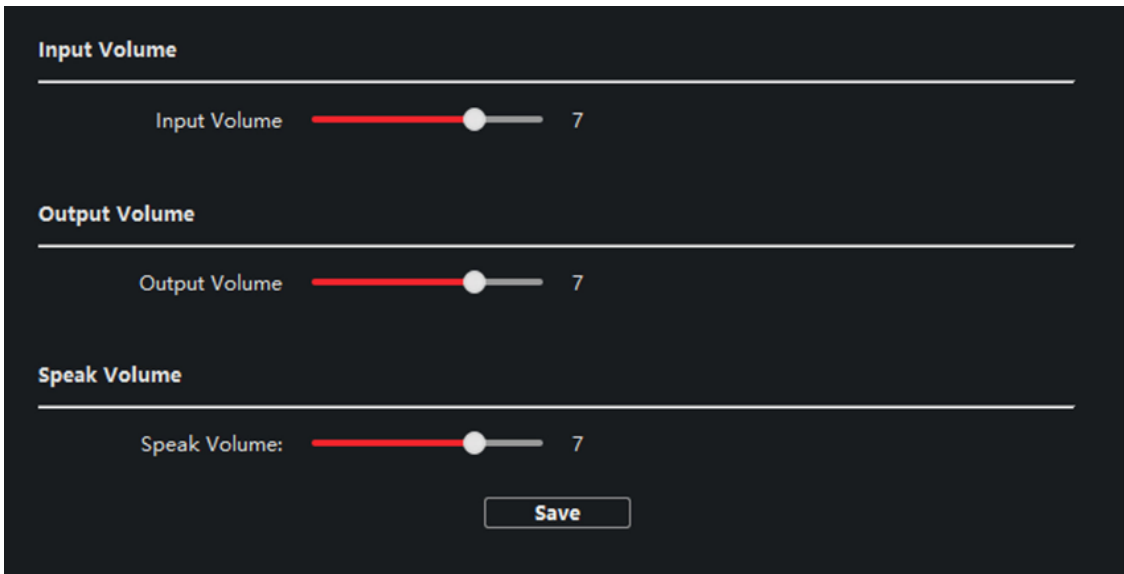 Input Volume
Input Volume 7
Output Volume
Output Volume 7
Speak Volume
Speak Volume: 7
Save